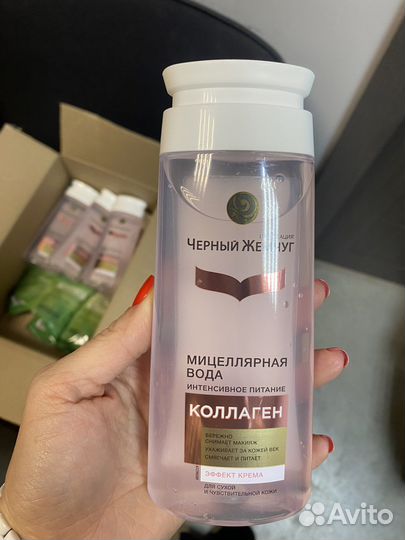 ЧЕРНЫЙ ЖЕМЧУГ
МИЦЕЛЛЯРНАЯ
ВОДА
ИНТЕНСИВНОЕ ПИТАНИЕ
КОЛЛАГЕН
БЕРЕЖНО
СНИМАЕТ МАКИЯЖ
УХАЖИВАЕТ ЗА КОЖЕЙ ВЕК
СМЯГЧАЕТ И ПИТАЕТ
ЭФФЕКТ КРЕМА
ДЛЯ СУХОЙ
И ЧУВСТВИТЕЛЬНОЙ КОЖИ
Avito